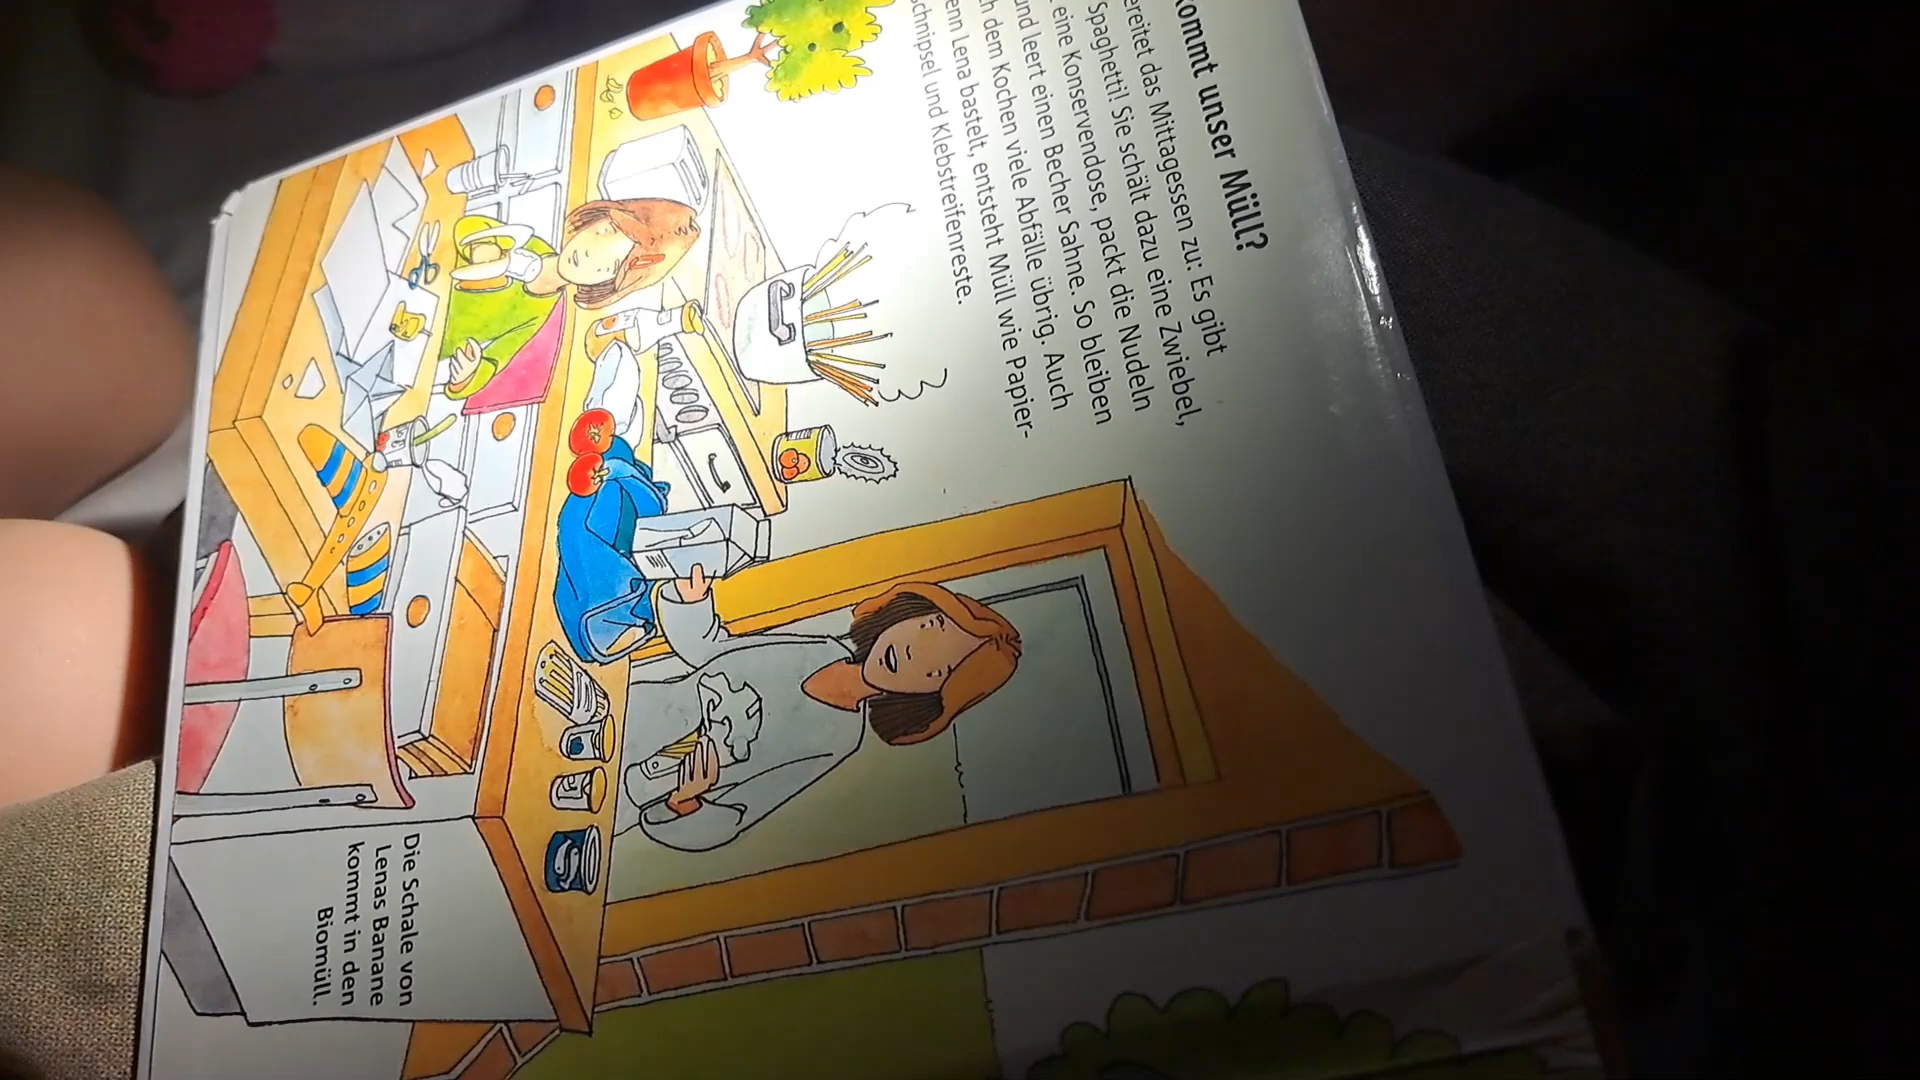 kommt unser Müll?
ereitet das Mittagessen zu: Es gibt
Spaghetti! Sie schält dazu eine Zwiebel,
eine Konservendose, packt die Nudeln
und leert einen Becher Sahne. So bleiben
h dem Kochen viele Abfälle übrig. Auch
enn Lena bastelt, entsteht Müll wie Papier-
schnipsel und Klebstreifenreste.
Die Schale von
Lenas Banane
kommt in den
Biomüll.